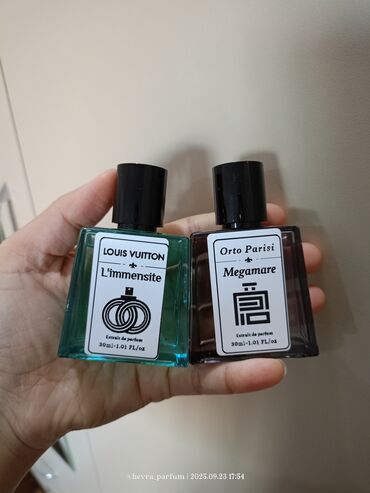 LOUIS VUITTON
L'immensite
Extrait de parfum
30ml-1.01 FL/oz
Orto Parisi
Megamare
Extrait de parfum
30ml-1.01 FL/oz
@hevra_parfum | 2025.09.23 17:54